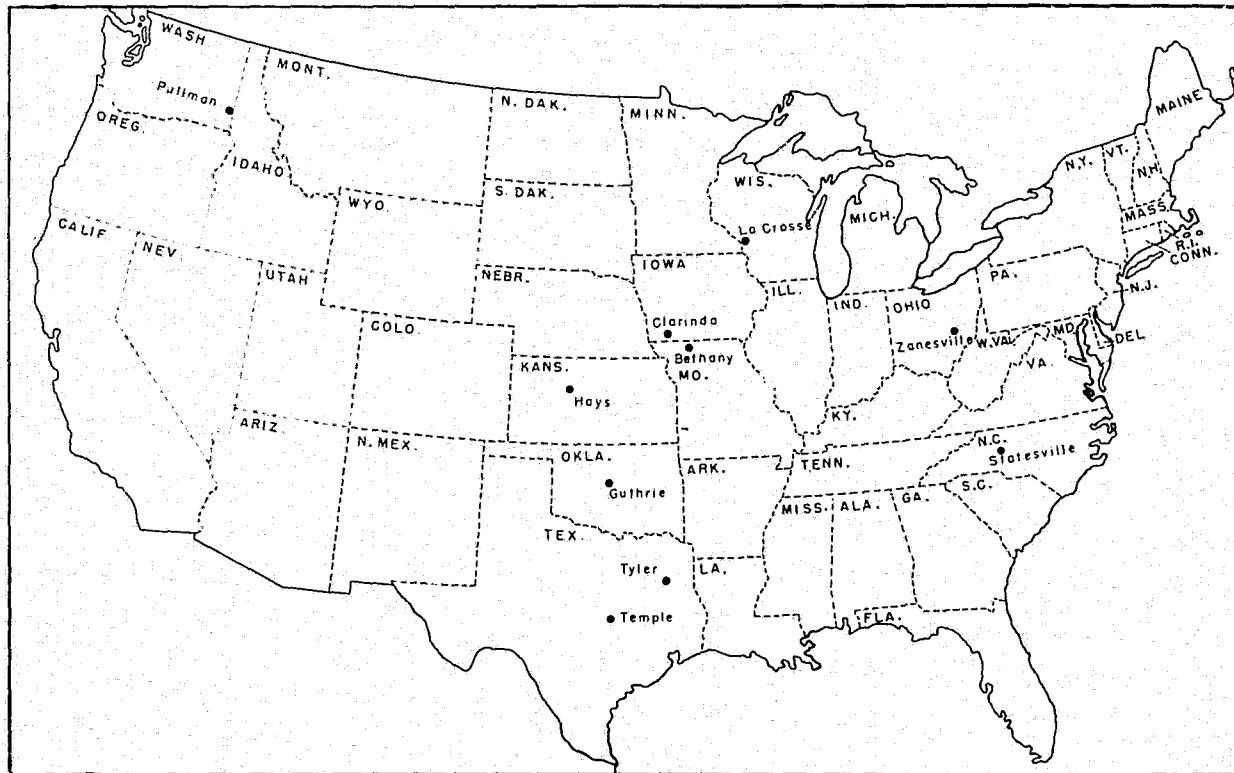 WASH
MONT.
N. DAK.
MINN.
MAINE
Pullman
OREG.
IDAHO
WIS.
N.Y.
VT.
N.H.
S. DAK.
WYO.
MICH.
MASS.
CALIF
NEV
La Crosse
R.I.
CONN.
UTAH
NEBR.
IOWA
ILL.
IND.
OHIO
PA.
N.J.
COLO.
Clarinda
Zanesville
W.VA.
MD.
DEL
KANS.
Bethany
MO.
VA.
Hays
KY.
ARIZ.
N. MEX.
OKLA.
ARK.
TENN.
N.C.
Statesville
Guthrie
MISS.
ALA.
GA.
S.C.
TEX.
Tyler
LA.
Temple
FLA.